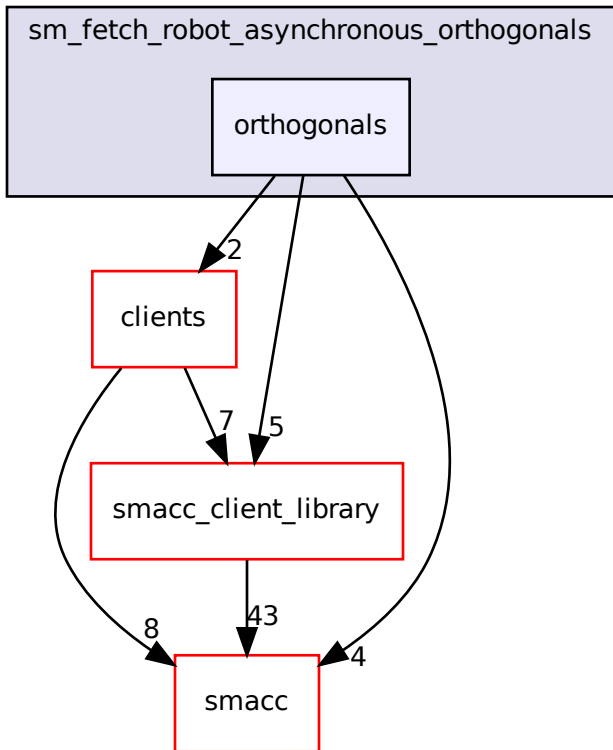 sm_fetch_robot_asynchronous_orthogonals
orthogonals
2
clients
7
5
smacc_client_library
8
43
4
smacc